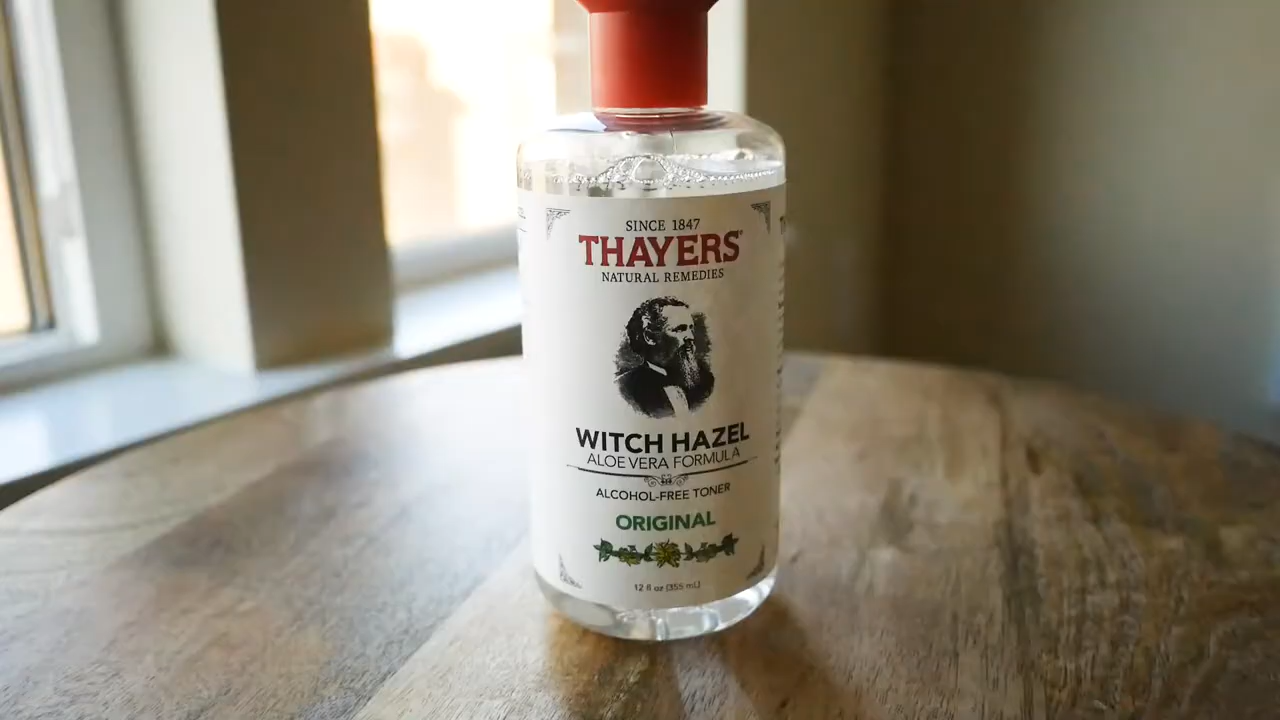 SINCE 1847
THAYERS
NATURAL REMEDIES
WITCH HAZEL
ALOE VERA FORMULA
ALCOHOL-FREE TONER
ORIGINAL
12 fl oz (355 mL)